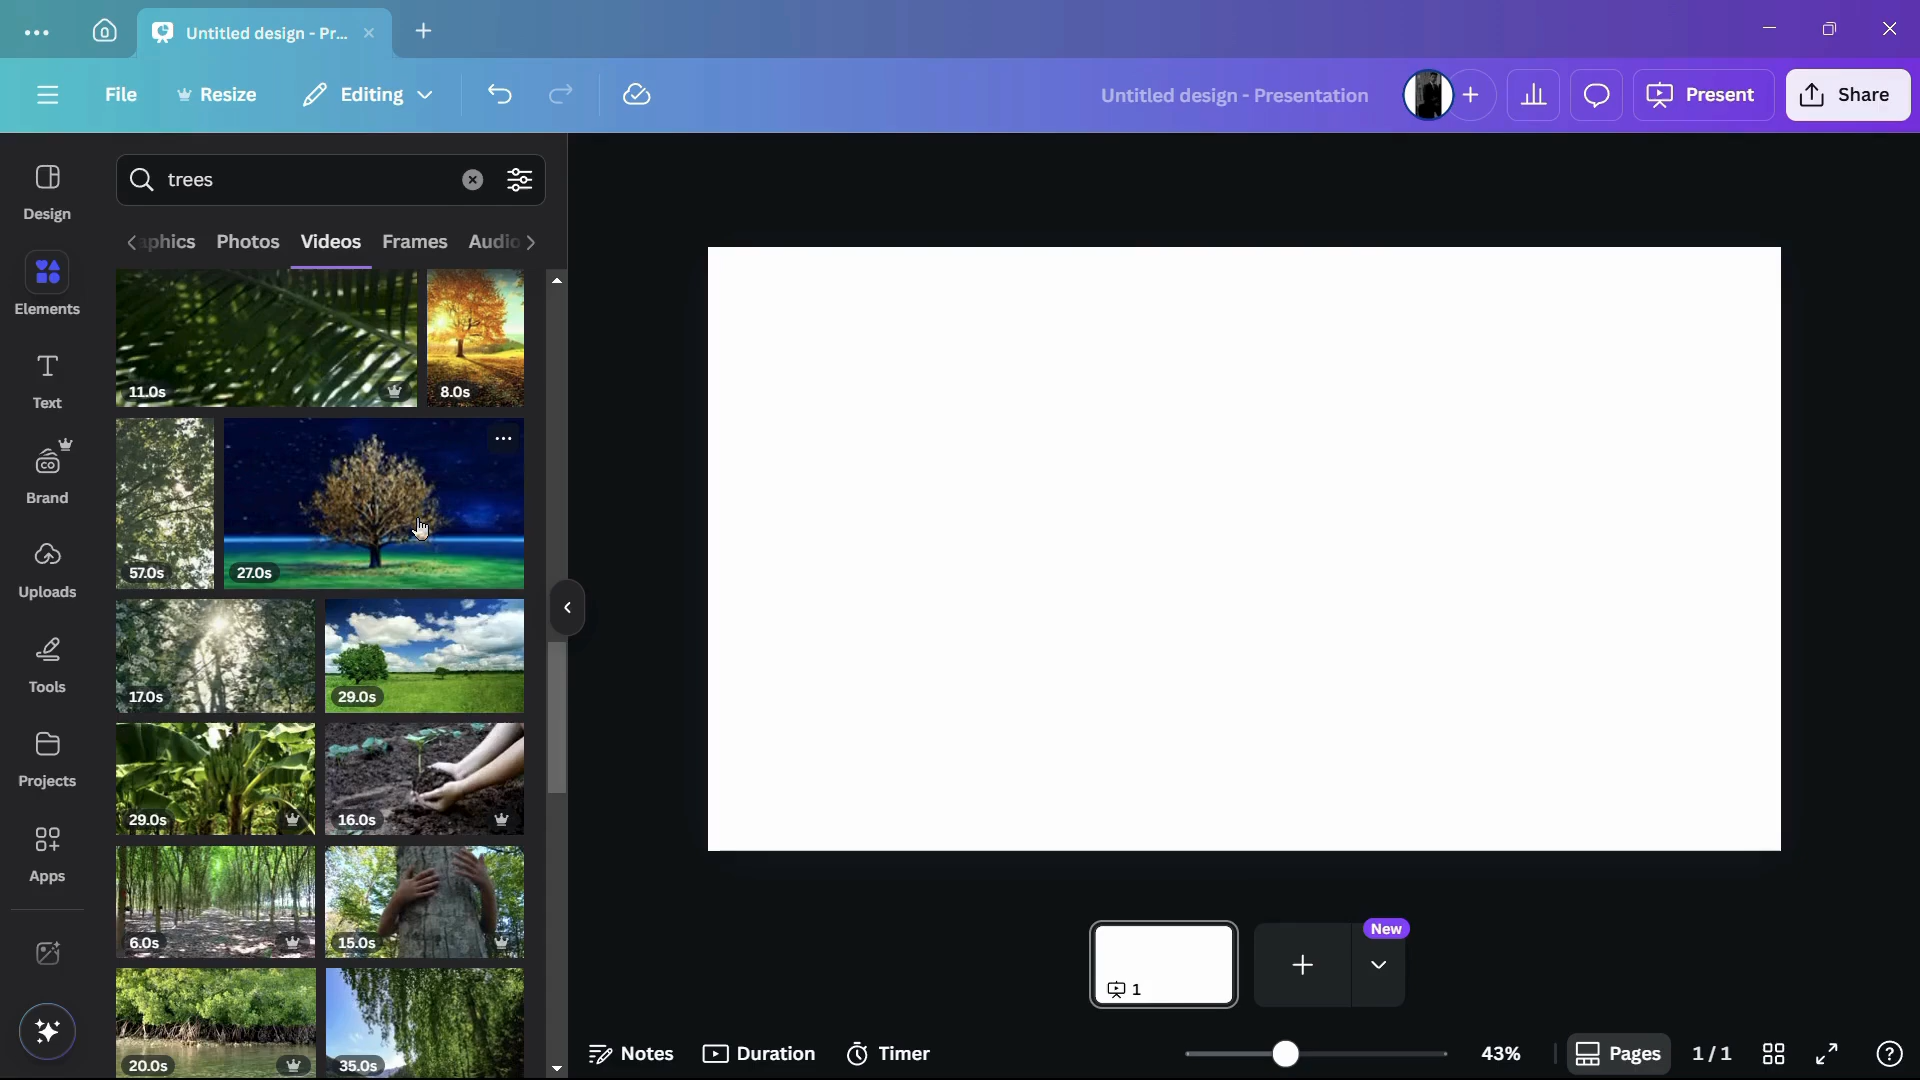 Untitled design - Pr...
File
Resize
Editing
Untitled design - Presentation
Present
Share
Design
Elements
Text
Brand
Uploads
Tools
Projects
Apps
trees
aphics
Photos
Videos
Frames
Audio
11.0s
8.0s
57.0s
27.0s
17.0s
29.0s
29.0s
16.0s
6.0s
15.0s
20.0s
35.0s
1
New
Notes
Duration
Timer
43%
Pages
1 / 1